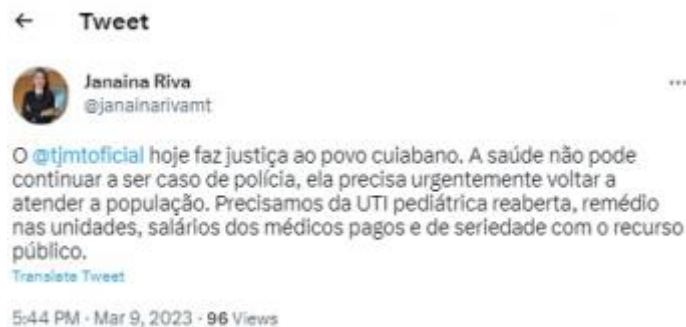 Tweet
Janaina Riva
@janainarivamt
O @tjmtoficial hoje faz justiça ao povo cuiabano. A saúde não pode
continuar a ser caso de polícia, ela precisa urgentemente voltar a
atender a população. Precisamos da UTI pediátrica reaberta, remédio
nas unidades, salários dos médicos pagos e de seriedade com o recurso
público.
Translate Tweet
5:44 PM · Mar 9, 2023 · 96 Views